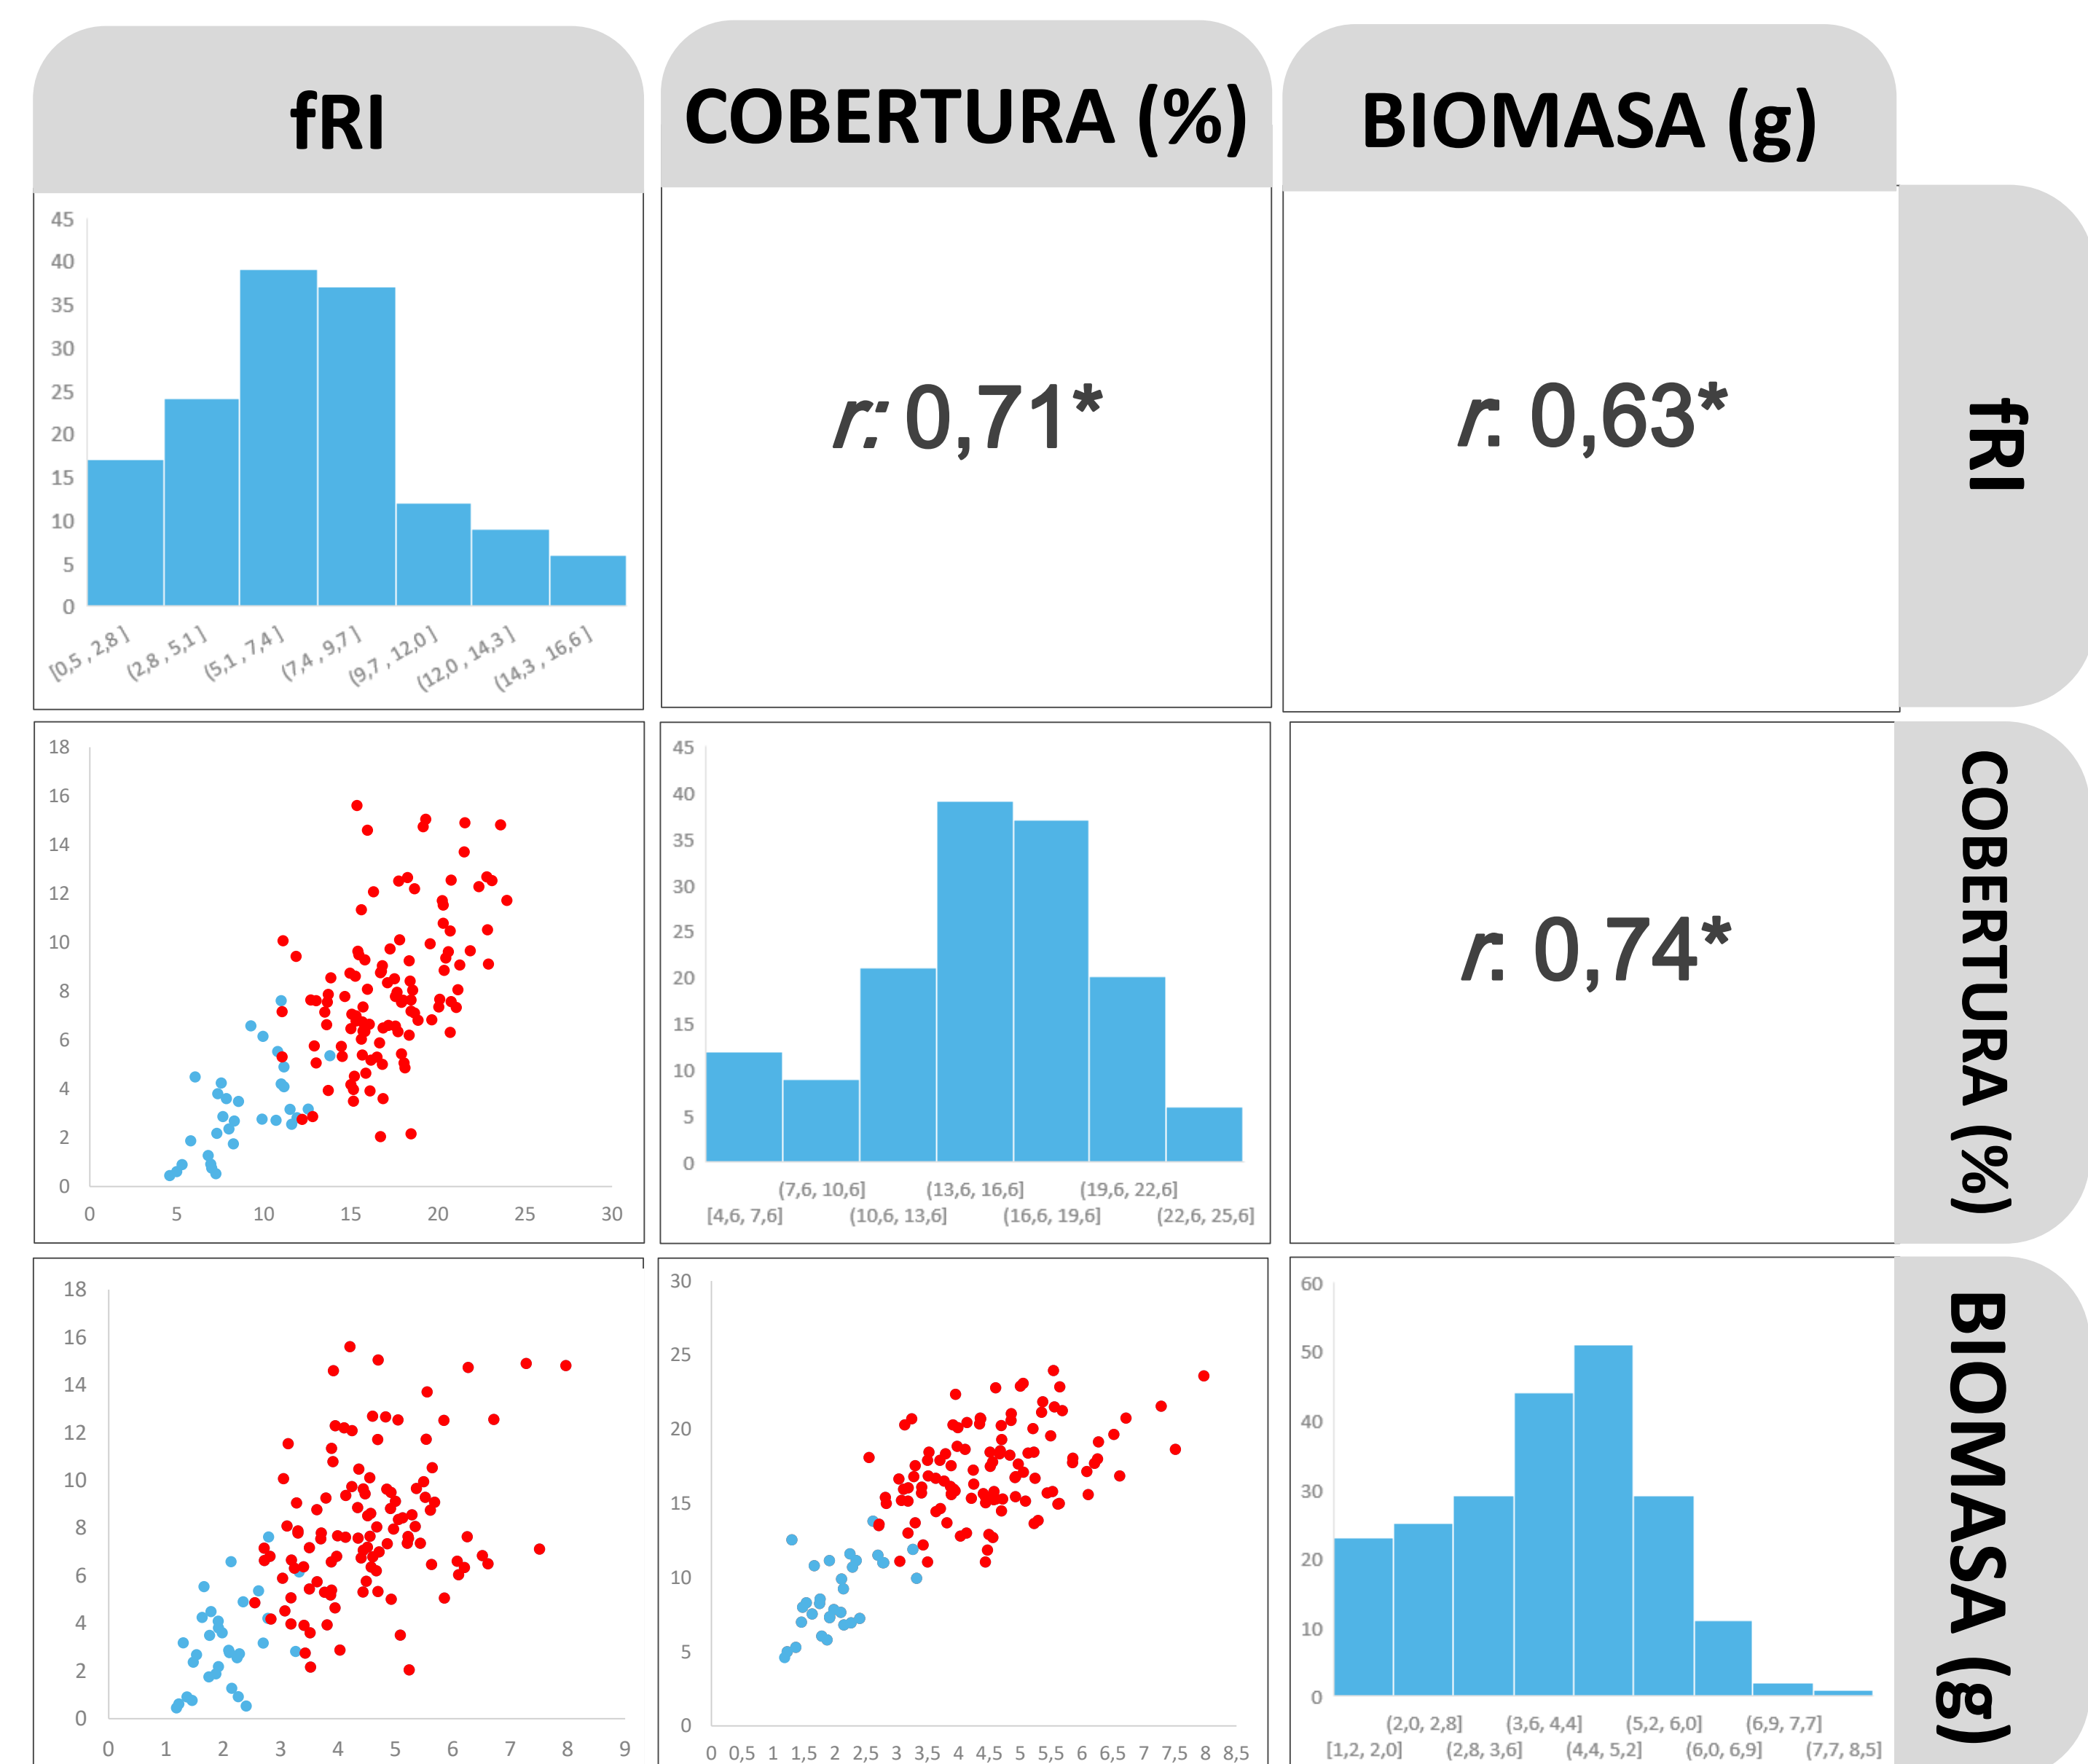 fRI
COBERTURA (%)
BIOMASA (g)
45
40
35
30
25
20
15
10
5
0
[0,5 , 2,8 ]
(2,8 , 5,1 ]
(5,1 , 7,4 ]
(7,4 , 9,7 ]
(9,7 , 12,0 ]
(12,0 , 14,3 ]
(14,3 , 16,6 ]
r: 0,71*
r: 0,63*
fRI
18
16
14
12
10
8
6
4
2
0
0 5 10 15 20 25 30
45
40
35
30
25
20
15
10
5
0
(7,6, 10,6] (13,6, 16,6] (19,6, 22,6]
[4,6, 7,6] (10,6, 13,6] (16,6, 19,6] (22,6, 25,6]
r: 0,74*
COBERTURA (%)
18
16
14
12
10
8
6
4
2
0
0 1 2 3 4 5 6 7 8 9
30
25
20
15
10
5
0
0 0,5 1 1,5 2 2,5 3 3,5 4 4,5 5 5,5 6 6,5 7 7,5 8 8,5
60
50
40
30
20
10
0
(2,0, 2,8] (3,6, 4,4] (5,2, 6,0] (6,9, 7,7]
[1,2, 2,0] (2,8, 3,6] (4,4, 5,2] (6,0, 6,9] (7,7, 8,5]
BIOMASA (g)